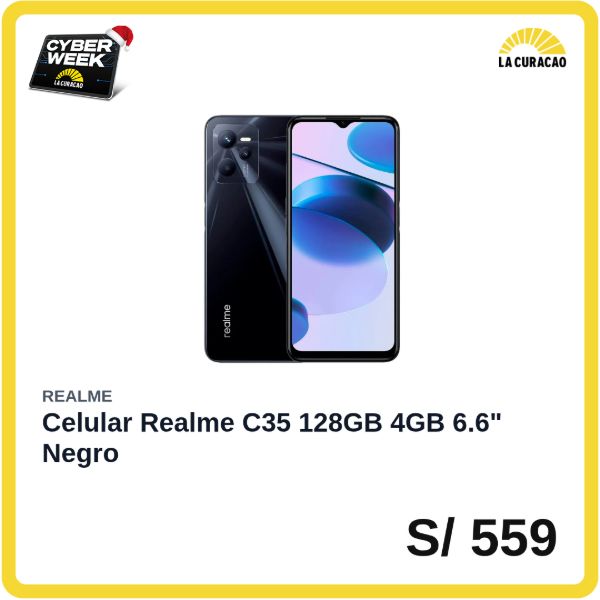 CYBER
WEEK
LA CURACAO
LA CURACAO
realme
REALME
Celular Realme C35 128GB 4GB 6.6"
Negro
S/ 559